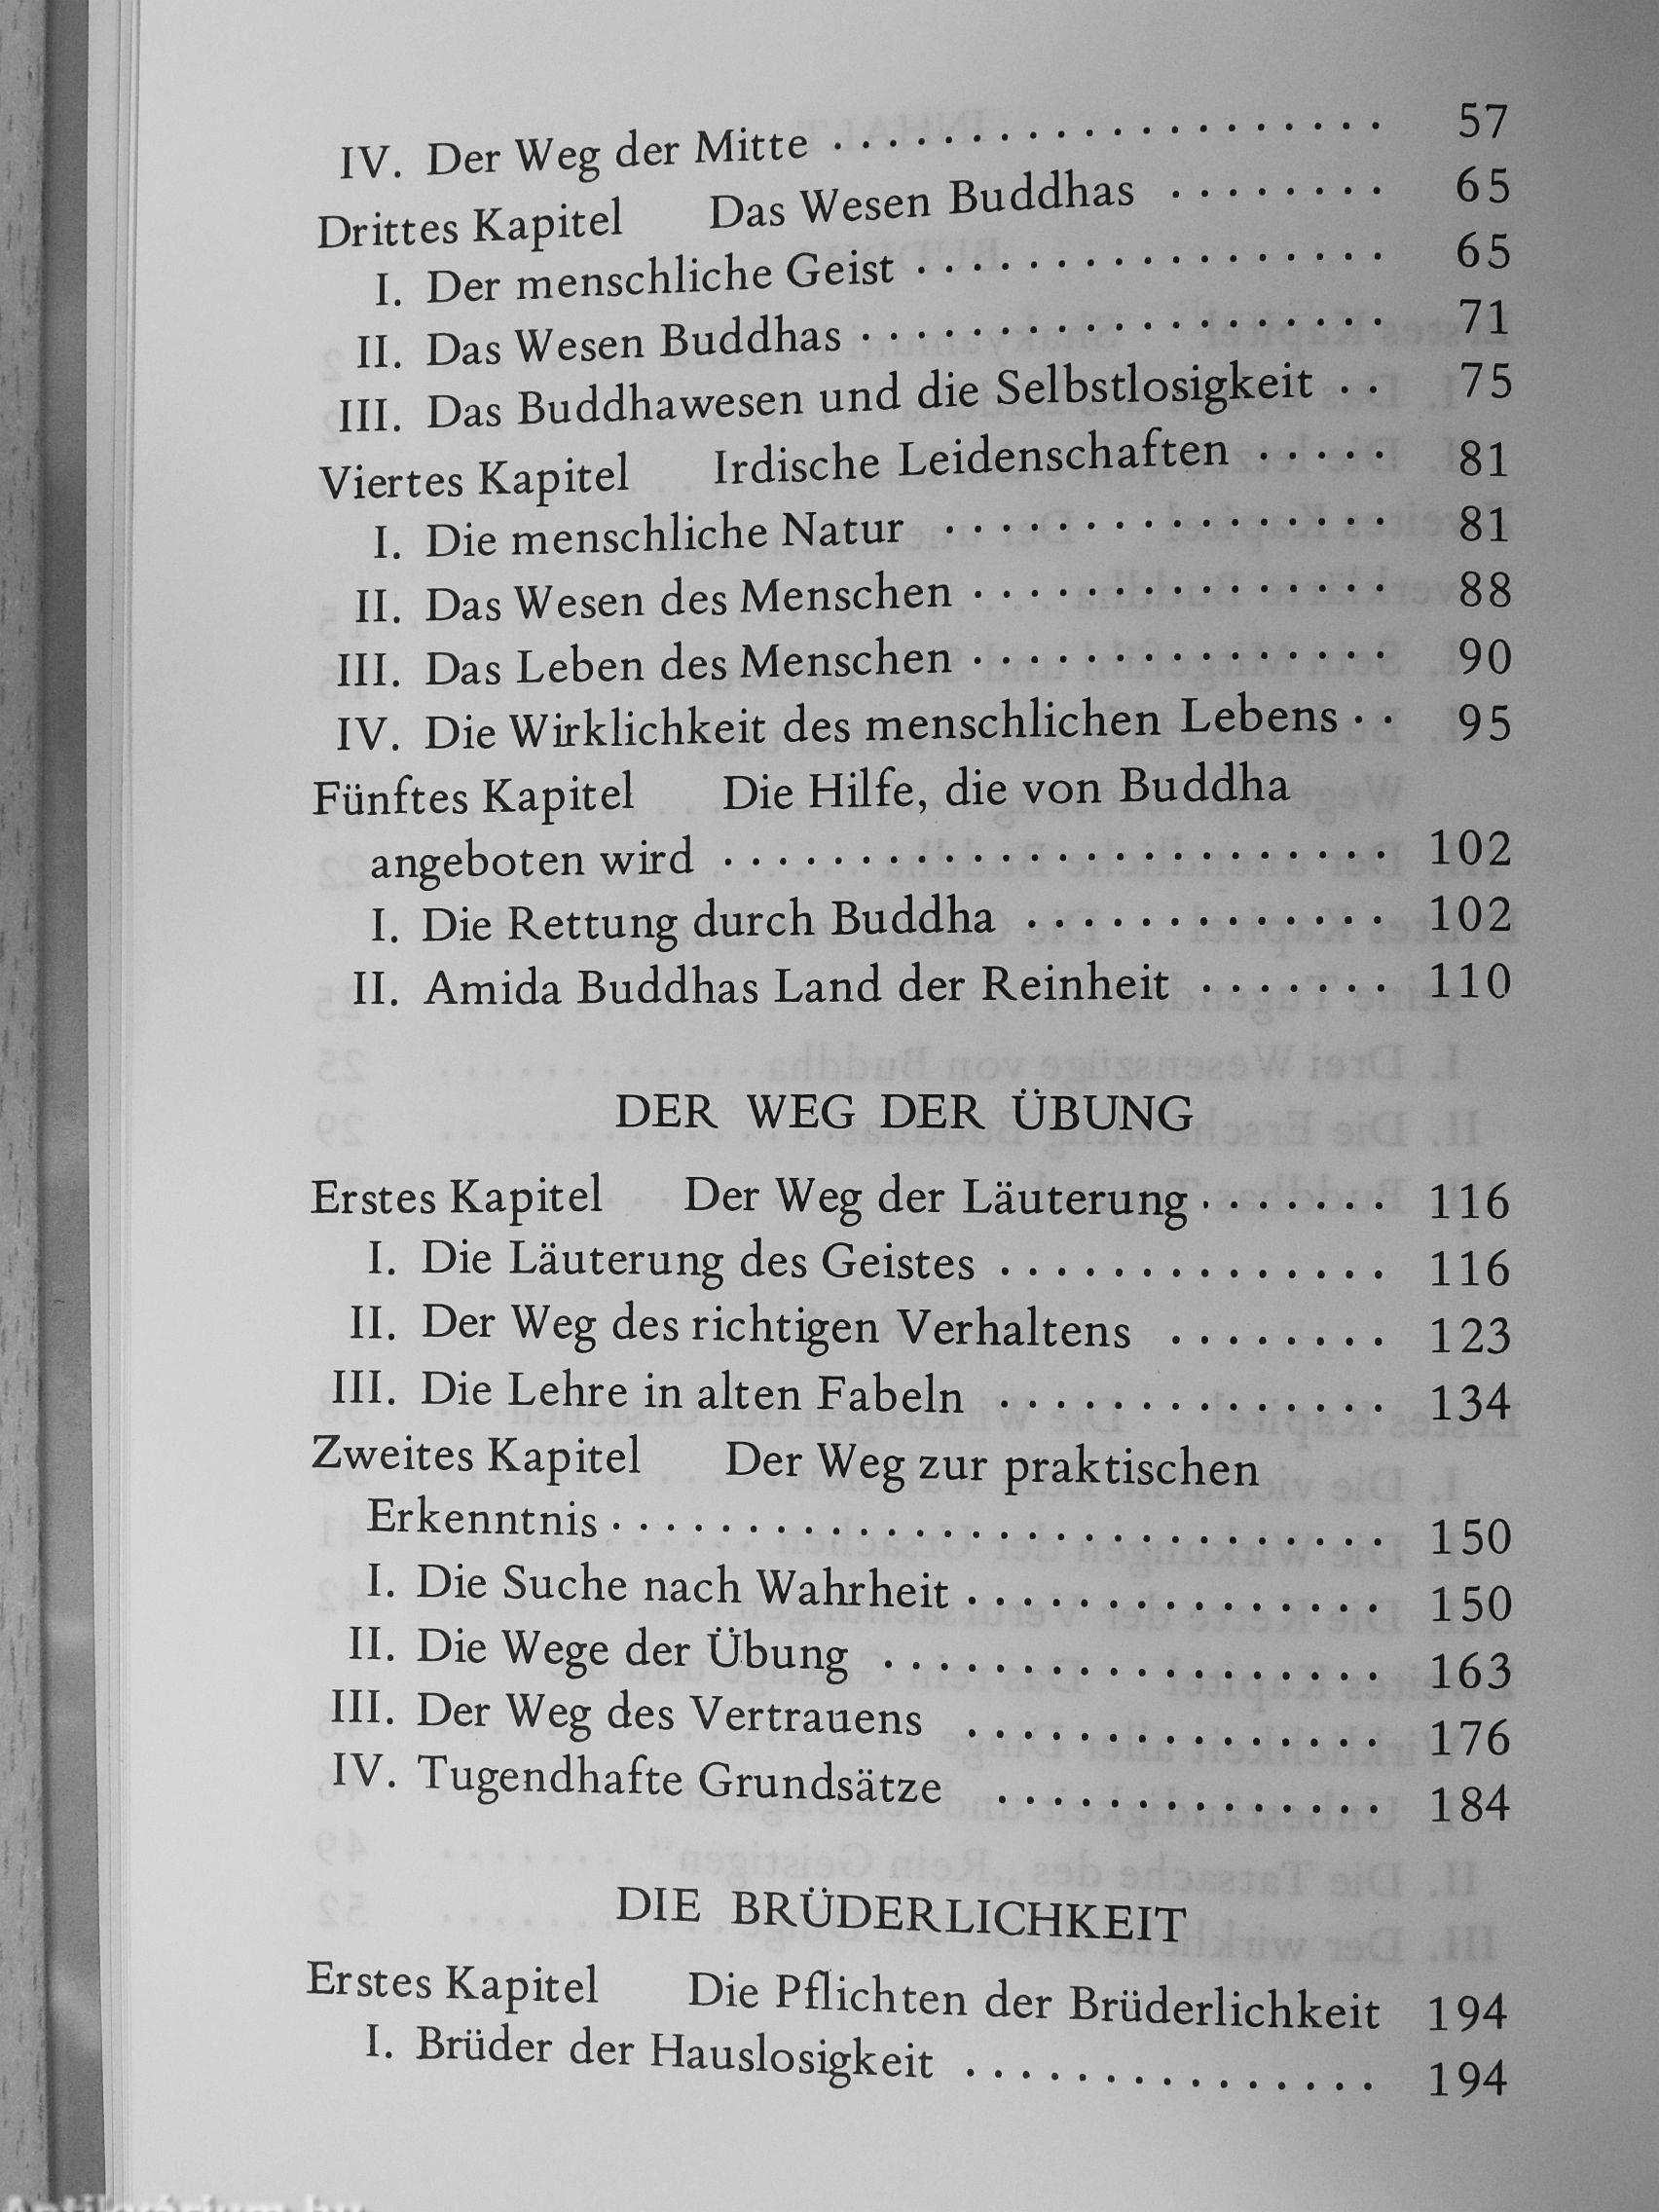 IV. Der Weg der Mitte . . . . . . . . . . . . . . . . . . . . 57
Drittes Kapitel Das Wesen Buddhas . . . . . . . . 65
I. Der menschliche Geist . . . . . . . . . . . . . . . . . 65
II. Das Wesen Buddhas . . . . . . . . . . . . . . . . . . . 71
III. Das Buddhawesen und die Selbstlosigkeit . . 75
Viertes Kapitel Irdische Leidenschaften . . . . . 81
I. Die menschliche Natur . . . . . . . . . . . . . . . . 81
II. Das Wesen des Menschen . . . . . . . . . . . . . . . 88
III. Das Leben des Menschen . . . . . . . . . . . . . . . 90
IV. Die Wirklichkeit des menschlichen Lebens . . 95
Fünftes Kapitel Die Hilfe, die von Buddha
angeboten wird . . . . . . . . . . . . . . . . . . . . . . . . 102
I. Die Rettung durch Buddha . . . . . . . . . . . . . 102
II. Amida Buddhas Land der Reinheit . . . . . . . 110
DER WEG DER ÜBUNG
Erstes Kapitel Der Weg der Läuterung . . . . . . . 116
I. Die Läuterung des Geistes . . . . . . . . . . . . . . 116
II. Der Weg des richtigen Verhaltens . . . . . . . . 123
III. Die Lehre in alten Fabeln . . . . . . . . . . . . . . 134
Zweites Kapitel Der Weg zur praktischen
Erkenntnis . . . . . . . . . . . . . . . . . . . . . . . . . . . . 150
I. Die Suche nach Wahrheit . . . . . . . . . . . . . . . 150
II. Die Wege der Übung . . . . . . . . . . . . . . . . . . 163
III. Der Weg des Vertrauens . . . . . . . . . . . . . . . 176
IV. Tugendhafte Grundsätze . . . . . . . . . . . . . . 184
DIE BRÜDERLICHKEIT
Erstes Kapitel Die Pflichten der Brüderlichkeit 194
I. Brüder der Hauslosigkeit . . . . . . . . . . . . . . . 194